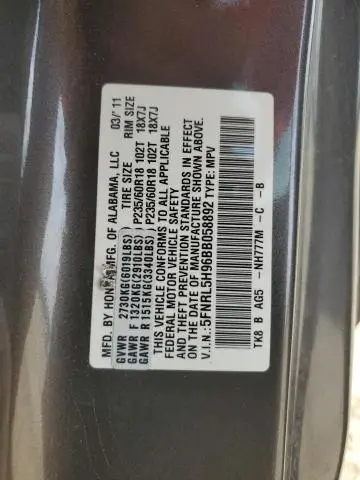 MFD. BY HONDA MFG. OF ALABAMA, LLC 03/11
GVWR 2730KG(6019LBS) TIRE SIZE RIM SIZE
GAWR F 1320KG(2910LBS) P235/60R18 102T 18X7J
GAWR R 1515KG(3340LBS) P235/60R18 102T 18X7J
THIS VEHICLE CONFORMS TO ALL APPLICABLE
FEDERAL MOTOR VEHICLE SAFETY
AND THEFT PREVENTION STANDARDS IN EFFECT
ON THE DATE OF MANUFACTURE SHOWN ABOVE.
V.I.N.:5FNRL5H96BB058892 TYPE: MPV
TK8 B AG5 -NH777M -C -B